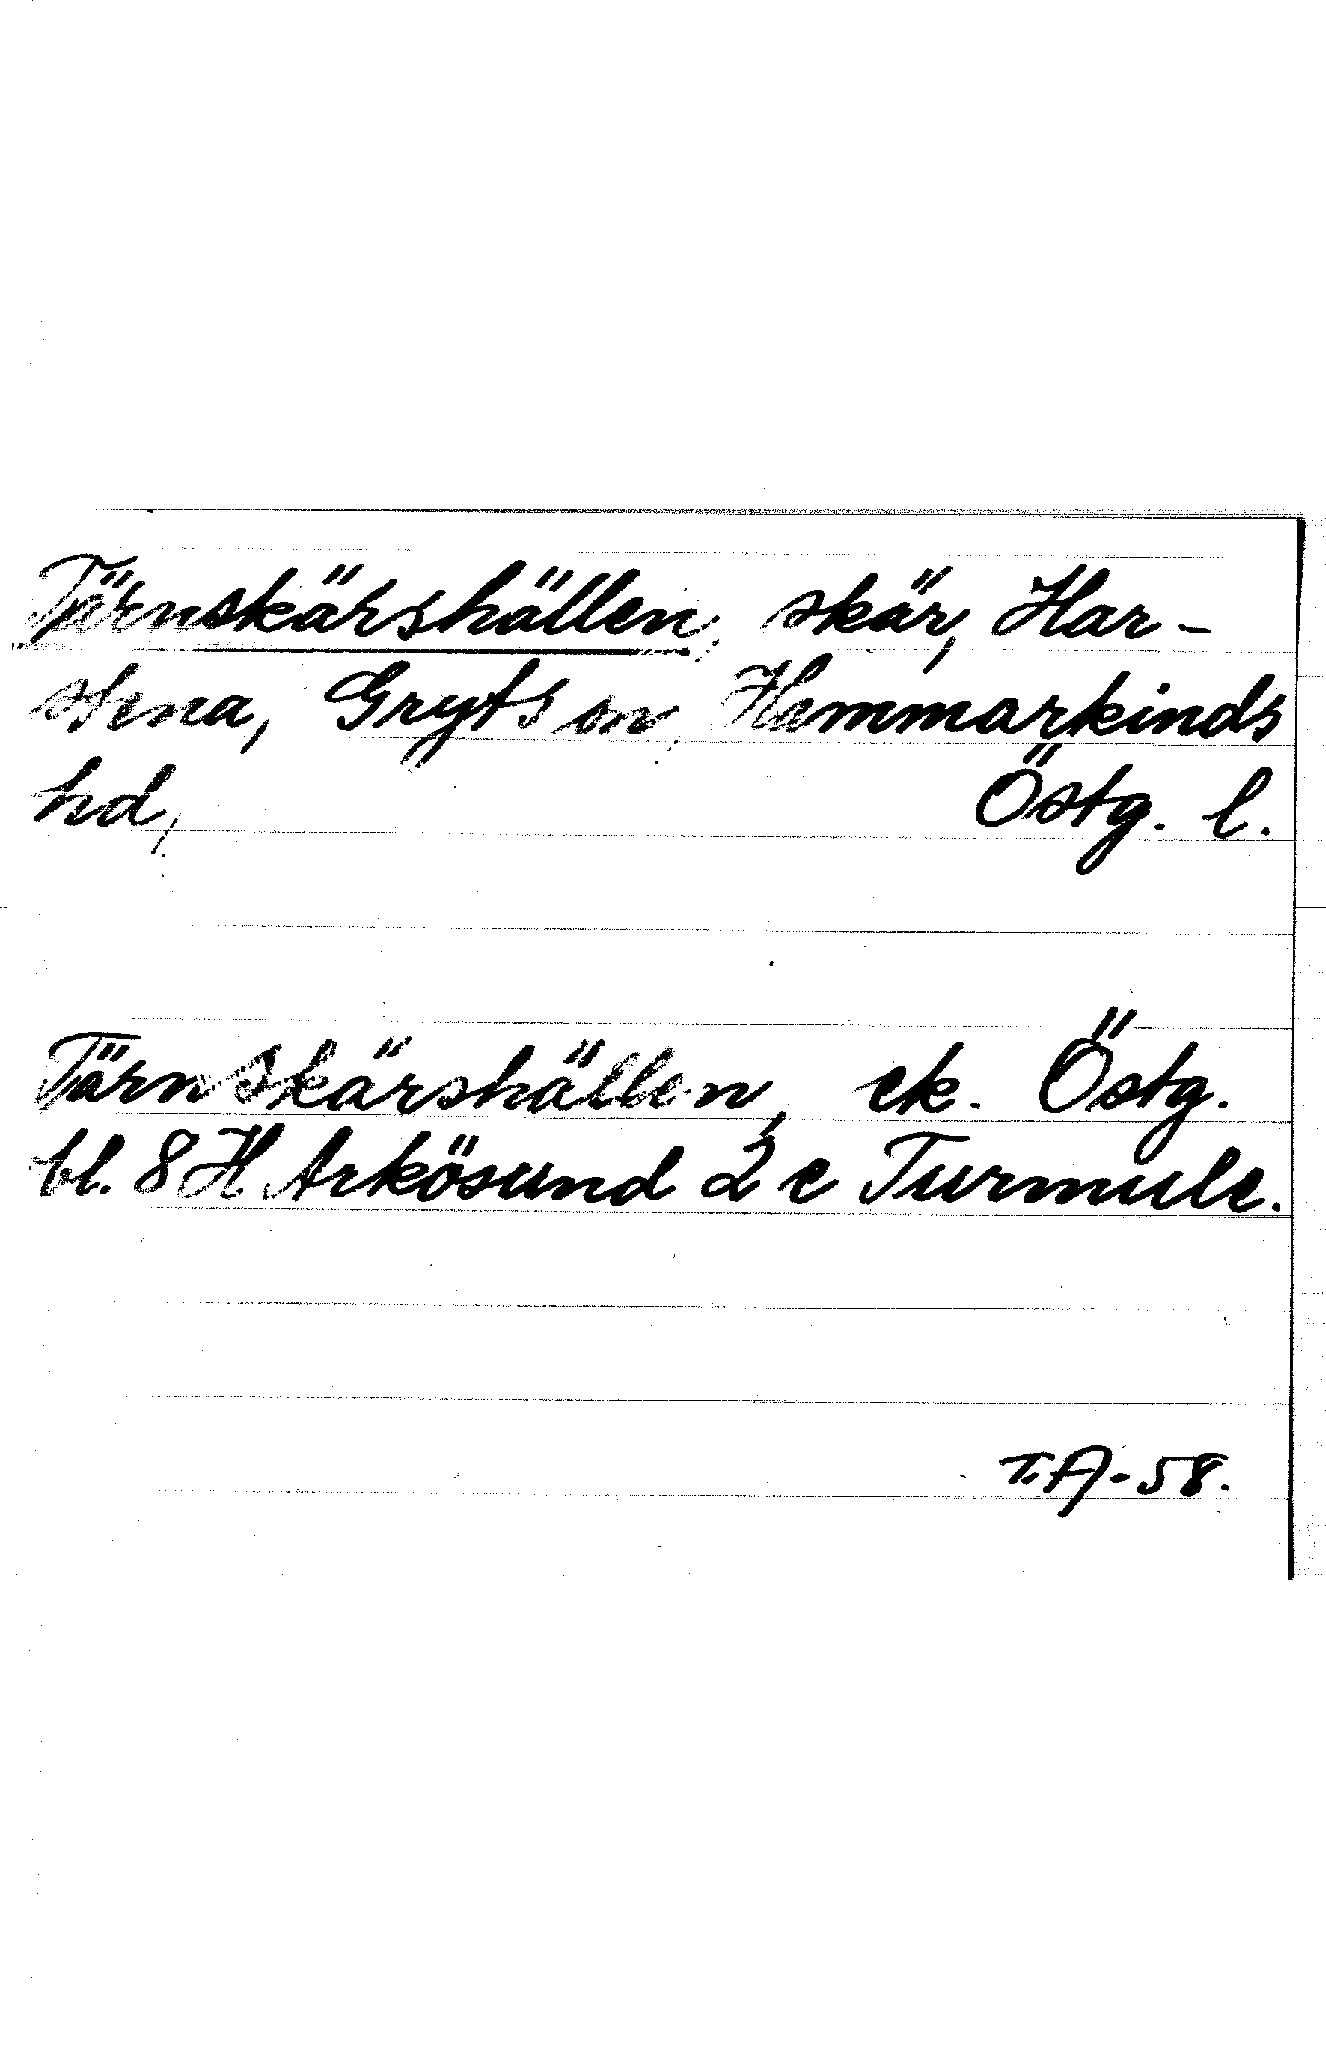 Tärnskärshällen, skär, Har-
stena, Gryts sn, Hammarkinds
hd, Östg. l.
Tärnskärshällen, ek. Östg.
bl. 8 H Arkösund 2 c Turmule.
T.A-58.